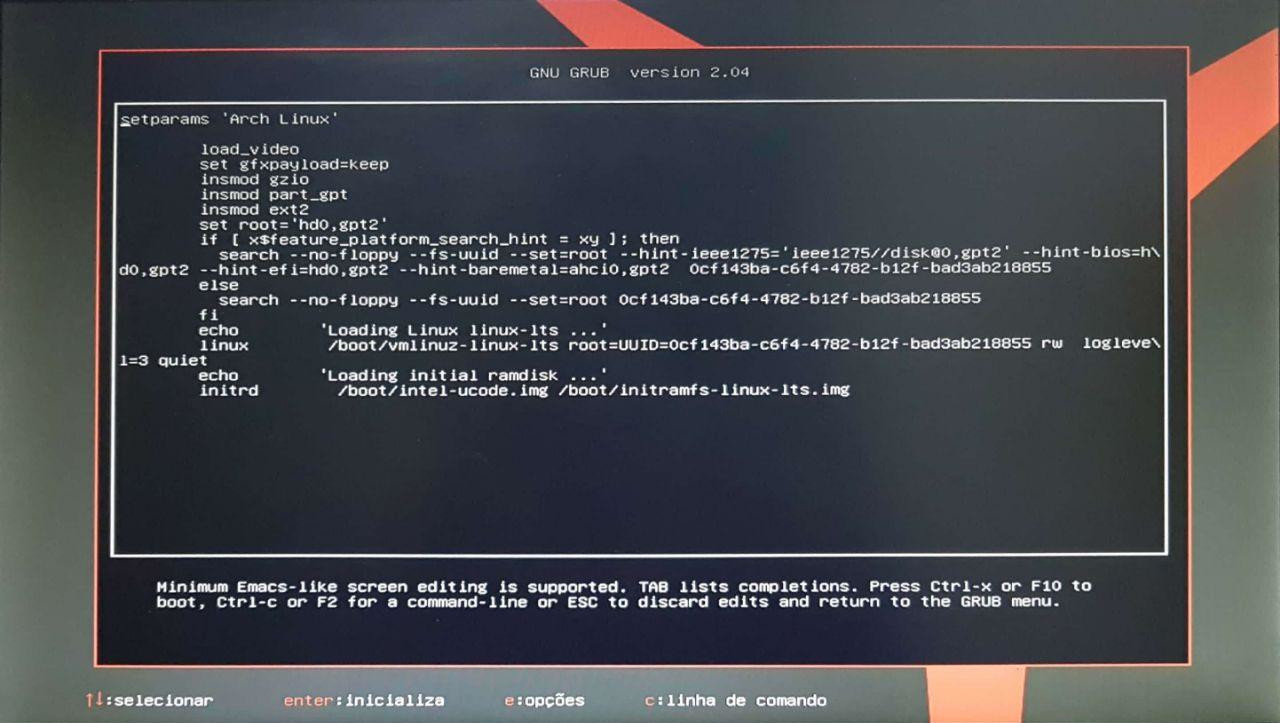 GNU GRUB  version 2.04
setparams 'Arch Linux'
load_video
set gfxpayload=keep
insmod gzio
insmod part_gpt
insmod ext2
set root='hd0,gpt2'
if [ x$feature_platform_search_hint = xy ]; then
search --no-floppy --fs-uuid --set=root --hint-ieee1275='ieee1275//disk@0,gpt2' --hint-bios=h\
d0,gpt2 --hint-efi=hd0,gpt2 --hint-baremetal=ahci0,gpt2  0cf143ba-c6f4-4782-b12f-bad3ab218855
else
search --no-floppy --fs-uuid --set=root 0cf143ba-c6f4-4782-b12f-bad3ab218855
fi
echo 'Loading Linux linux-lts ...'
linux /boot/vmlinuz-linux-lts root=UUID=0cf143ba-c6f4-4782-b12f-bad3ab218855 rw  logleve\
l=3 quiet
echo 'Loading initial ramdisk ...'
initrd /boot/intel-ucode.img /boot/initramfs-linux-lts.img
Minimum Emacs-like screen editing is supported. TAB lists completions. Press Ctrl-x or F10 to
boot, Ctrl-c or F2 for a command-line or ESC to discard edits and return to the GRUB menu.
↑↓:selecionar enter:inicializa e:opções c:linha de comando